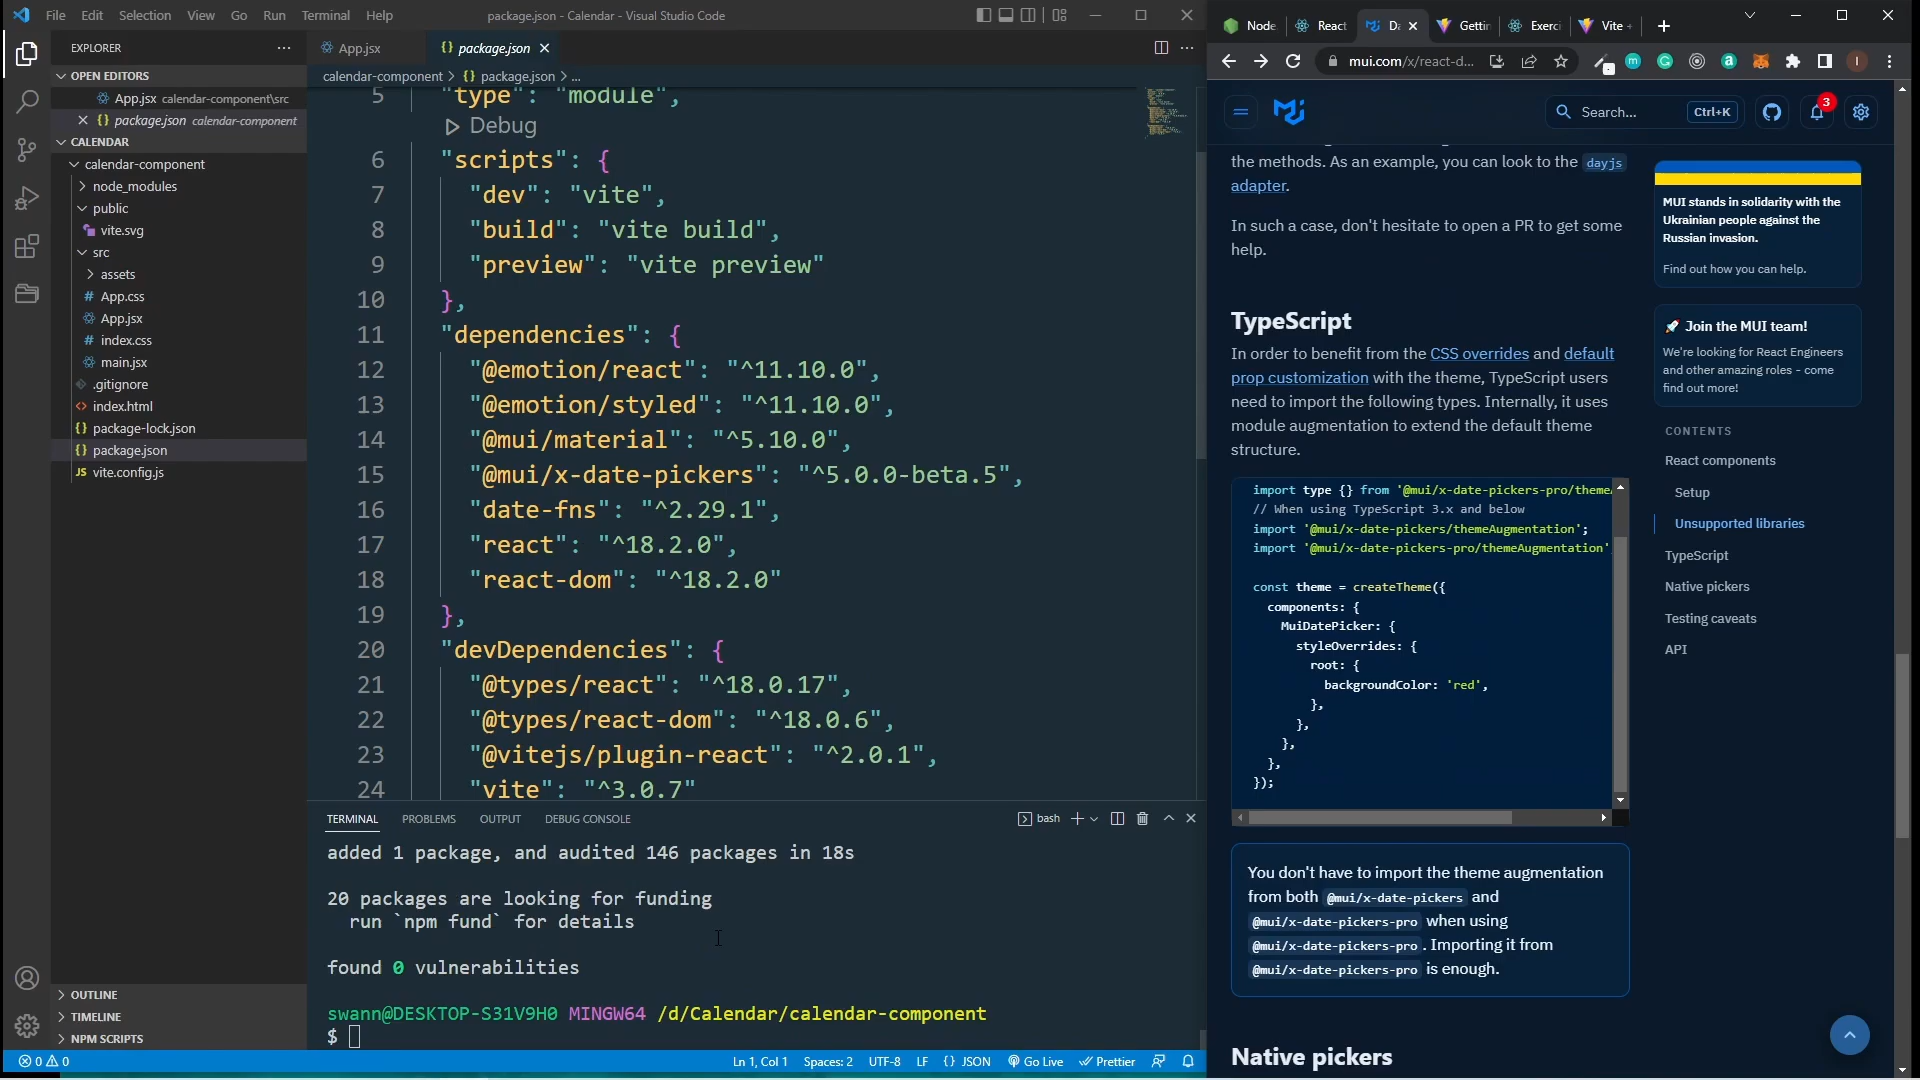 File Edit Selection View Go Run Terminal Help
package.json - Calendar - Visual Studio Code
EXPLORER
OPEN EDITORS
App.jsx calendar-component\src
package.json calendar-component
CALENDAR
calendar-component
node_modules
public
vite.svg
src
assets
# App.css
App.jsx
# index.css
main.jsx
.gitignore
<> index.html
{} package-lock.json
{} package.json
JS vite.config.js
OUTLINE
TIMELINE
NPM SCRIPTS
App.jsx
{} package.json
calendar-component > {} package.json > ...
5 "type": "module",
Debug
6 "scripts": {
7 "dev": "vite",
8 "build": "vite build",
9 "preview": "vite preview"
10 },
11 "dependencies": {
12 "@emotion/react": "^11.10.0",
13 "@emotion/styled": "^11.10.0",
14 "@mui/material": "^5.10.0",
15 "@mui/x-date-pickers": "^5.0.0-beta.5",
16 "date-fns": "^2.29.1",
17 "react": "^18.2.0",
18 "react-dom": "^18.2.0"
19 },
20 "devDependencies": {
21 "@types/react": "^18.0.17",
22 "@types/react-dom": "^18.0.6",
23 "@vitejs/plugin-react": "^2.0.1",
24 "vite": "^3.0.7"
TERMINAL PROBLEMS OUTPUT DEBUG CONSOLE
bash
added 1 package, and audited 146 packages in 18s
20 packages are looking for funding
run `npm fund` for details
found 0 vulnerabilities
swann@DESKTOP-S31V9H0 MINGW64 /d/Calendar/calendar-component
$
0 0
Ln 1, Col 1 Spaces: 2 UTF-8 LF {} JSON Go Live Prettier
Node React Da Gettin Exerci Vite +
mui.com/x/react-d...
Search... Ctrl+K
3
the methods. As an example, you can look to the dayjs
adapter.
In such a case, don't hesitate to open a PR to get some
help.
TypeScript
In order to benefit from the CSS overrides and default
prop customization with the theme, TypeScript users
need to import the following types. Internally, it uses
module augmentation to extend the default theme
structure.
import type {} from '@mui/x-date-pickers-pro/themeA
// When using TypeScript 3.x and below
import '@mui/x-date-pickers/themeAugmentation';
import '@mui/x-date-pickers-pro/themeAugmentation'
const theme = createTheme({
components: {
MuiDatePicker: {
styleOverrides: {
root: {
backgroundColor: 'red',
},
},
},
},
});
You don't have to import the theme augmentation
from both @mui/x-date-pickers and
@mui/x-date-pickers-pro when using
@mui/x-date-pickers-pro. Importing it from
@mui/x-date-pickers-pro is enough.
Native pickers
MUI stands in solidarity with the
Ukrainian people against the
Russian invasion.
Find out how you can help.
🚀 Join the MUI team!
We're looking for React Engineers
and other amazing roles - come
find out more!
CONTENTS
React components
Setup
Unsupported libraries
TypeScript
Native pickers
Testing caveats
API